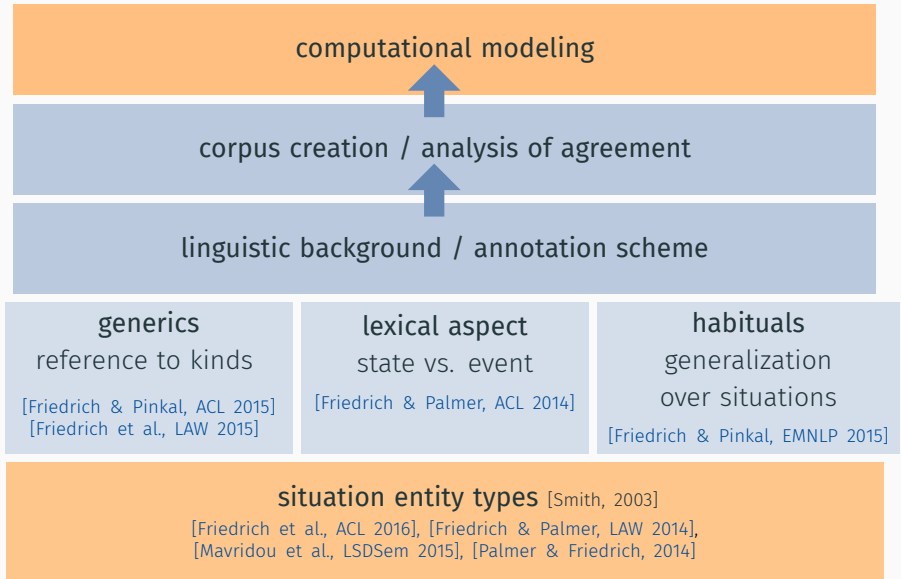 computational modeling
corpus creation / analysis of agreement
linguistic background / annotation scheme
generics
reference to kinds
[Friedrich & Pinkal, ACL 2015]
[Friedrich et al., LAW 2015]
lexical aspect
state vs. event
[Friedrich & Palmer, ACL 2014]
habituals
generalization
over situations
[Friedrich & Pinkal, EMNLP 2015]
situation entity types [Smith, 2003]
[Friedrich et al., ACL 2016], [Friedrich & Palmer, LAW 2014],
[Mavridou et al., LSDSem 2015], [Palmer & Friedrich, 2014]